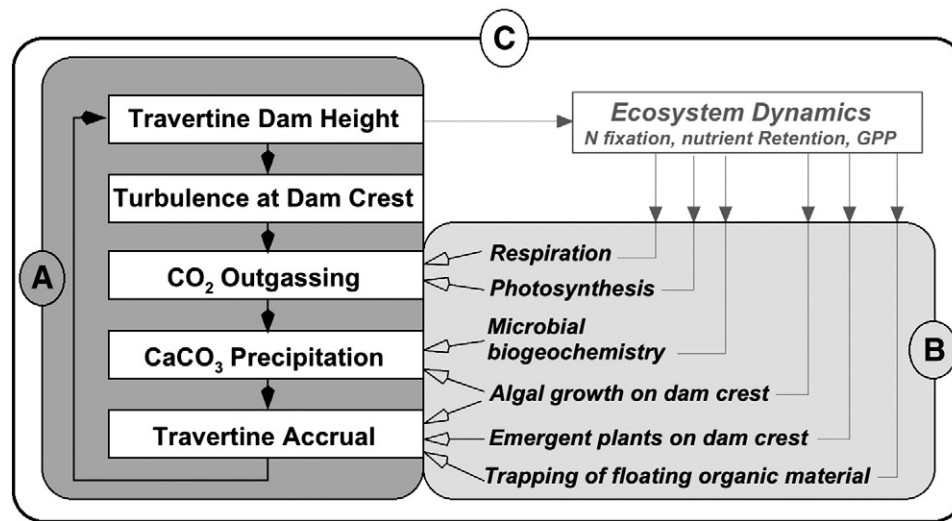 C
Travertine Dam Height
Ecosystem Dynamics
N fixation, nutrient Retention, GPP
Turbulence at Dam Crest
A
CO₂ Outgassing
Respiration
Photosynthesis
CaCO₃ Precipitation
Microbial
biogeochemistry
B
Algal growth on dam crest
Travertine Accrual
Emergent plants on dam crest
Trapping of floating organic material